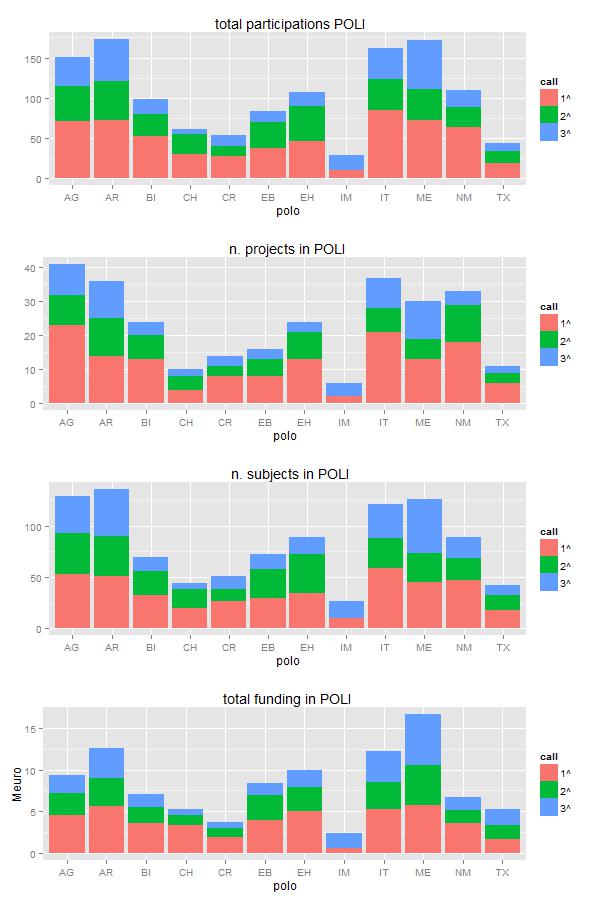 total participations POLI
150
100
50
0
AG AR BI CH CR EB EH IM IT ME NM TX
polo
call
1^
2^
3^
n. projects in POLI
40
30
20
10
0
AG AR BI CH CR EB EH IM IT ME NM TX
polo
call
1^
2^
3^
n. subjects in POLI
100
50
0
AG AR BI CH CR EB EH IM IT ME NM TX
polo
call
1^
2^
3^
total funding in POLI
Meuro
15
10
5
0
AG AR BI CH CR EB EH IM IT ME NM TX
polo
call
1^
2^
3^